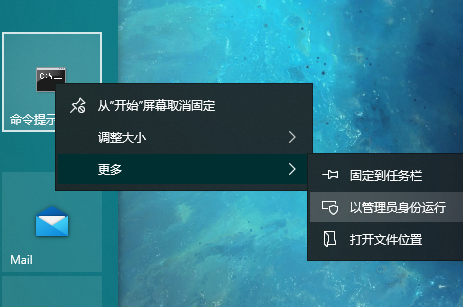 C:\_
命令提示
从“开始”屏幕取消固定
调整大小
更多
固定到任务栏
以管理员身份运行
打开文件位置
Mail